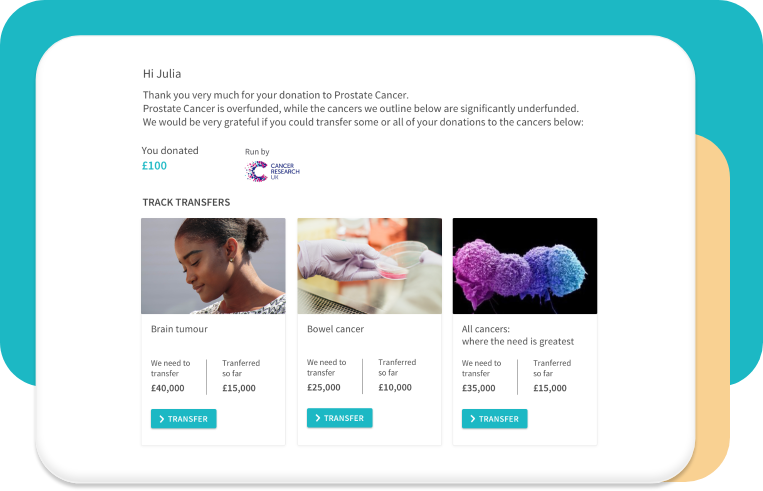 Hi Julia
Thank you very much for your donation to Prostate Cancer.
Prostate Cancer is overfunded, while the cancers we outline below are significantly underfunded.
We would be very grateful if you could transfer some or all of your donations to the cancers below:
You donated
£100
Run by
CANCER
RESEARCH
UK
TRACK TRANSFERS
Brain tumour
We need to
transfer
£40,000
Tranferred
so far
£15,000
TRANSFER
Bowel cancer
We need to
transfer
£25,000
Tranferred
so far
£10,000
TRANSFER
All cancers:
where the need is greatest
We need to
transfer
£35,000
Tranferred
so far
£15,000
TRANSFER